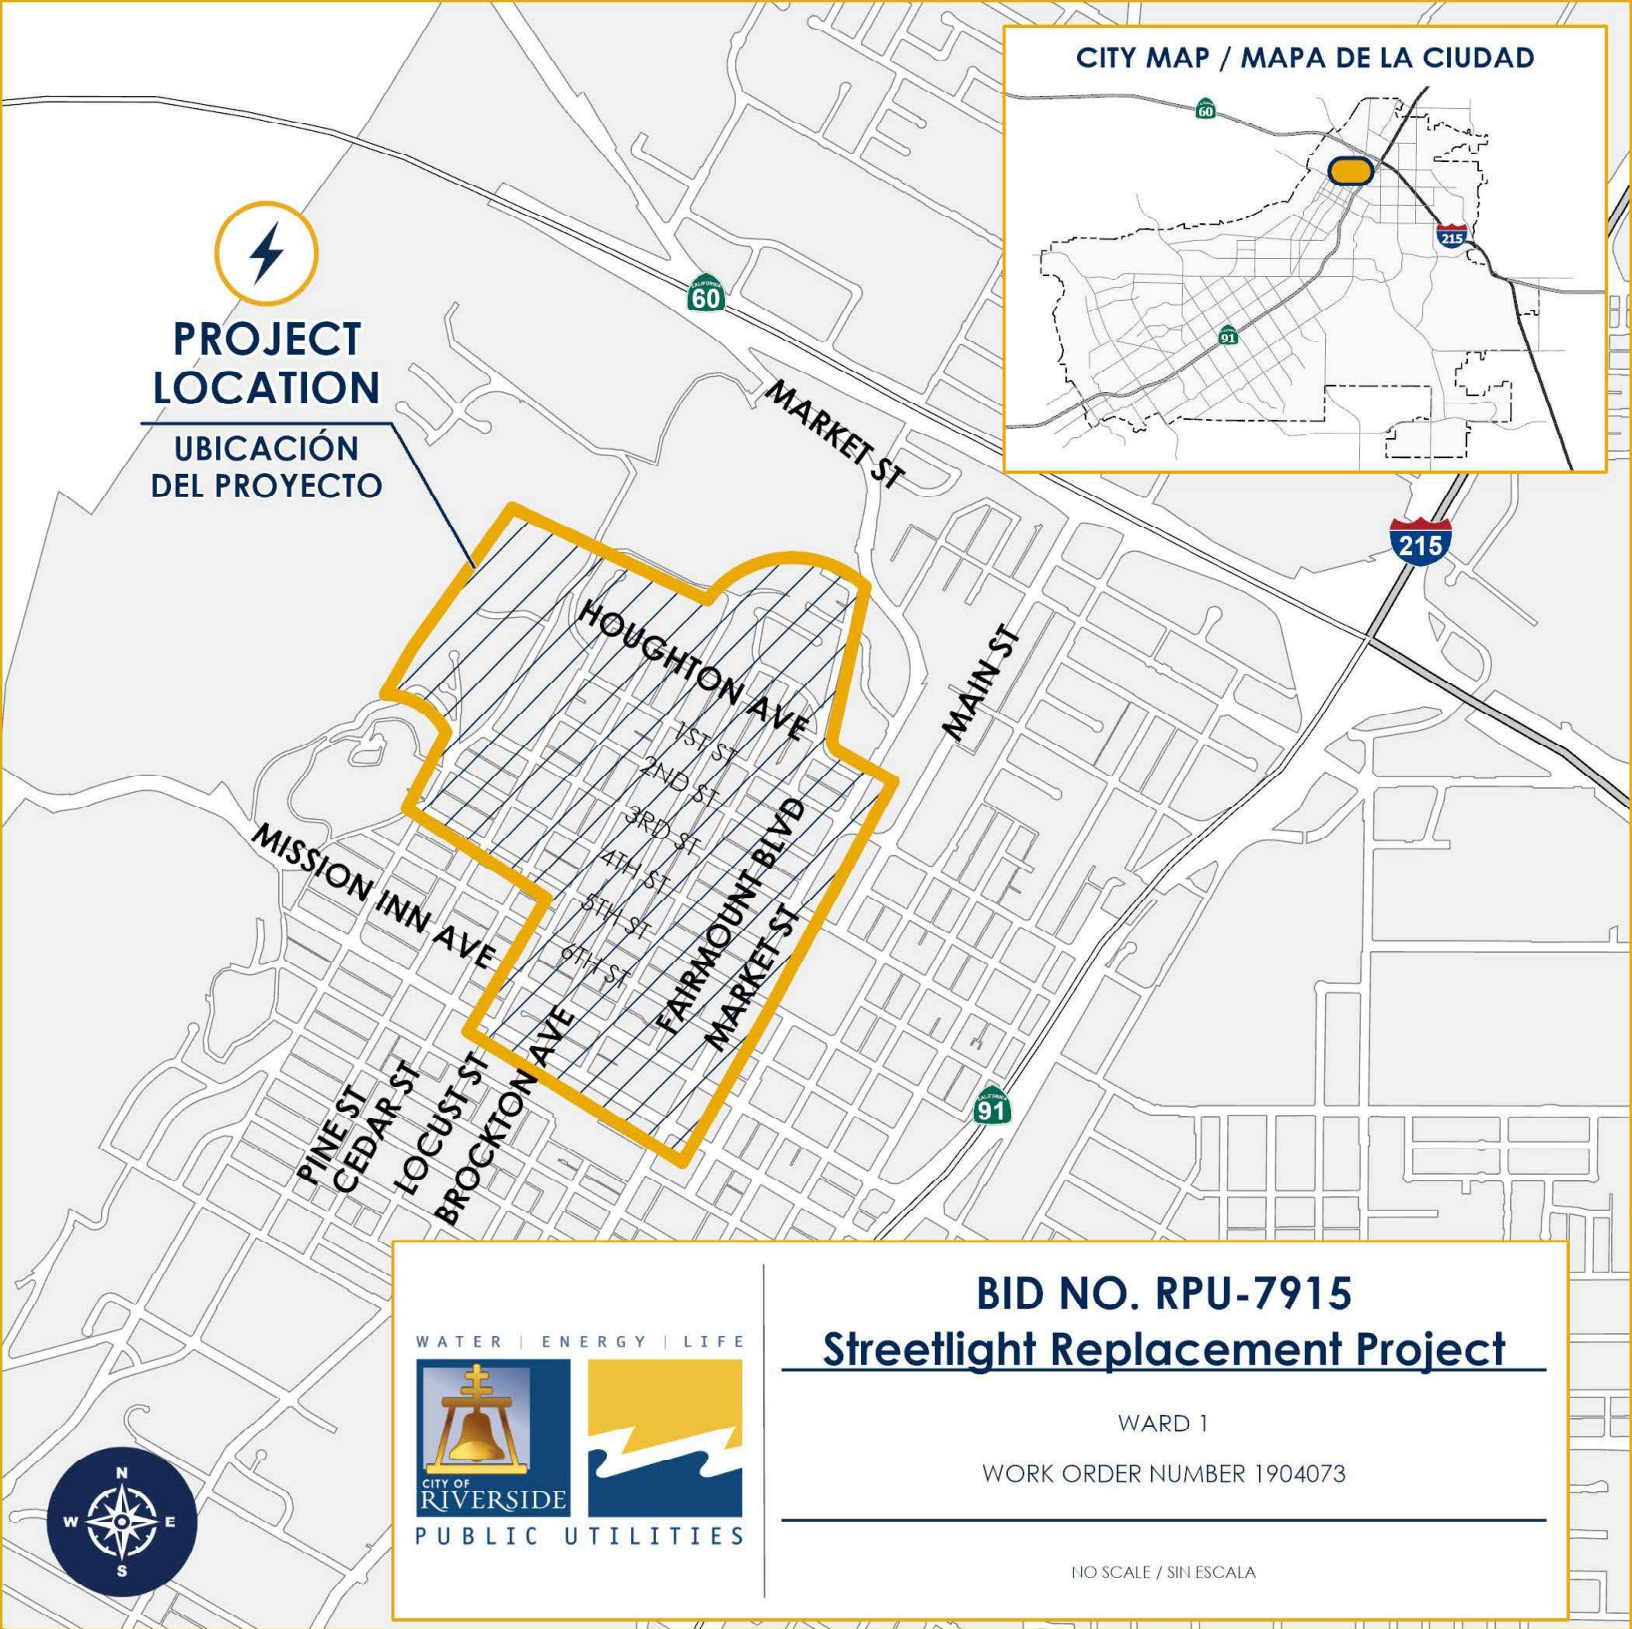 CITY MAP / MAPA DE LA CIUDAD
60
215
91
PROJECT
LOCATION
UBICACIÓN
DEL PROYECTO
CALIFORNIA
60
MARKET ST
215
HOUGHTON AVE
MAIN ST
1ST ST
2ND ST
3RD ST
4TH ST
5TH ST
6TH ST
FAIRMOUNT BLVD
MARKET ST
MISSION INN AVE
PINE ST
CEDAR ST
LOCUST ST
BROCKTON AVE
CALIFORNIA
91
WATER | ENERGY | LIFE
CITY OF
RIVERSIDE
PUBLIC UTILITIES
BID NO. RPU-7915
Streetlight Replacement Project
WARD 1
WORK ORDER NUMBER 1904073
NO SCALE / SIN ESCALA
N
W
E
S